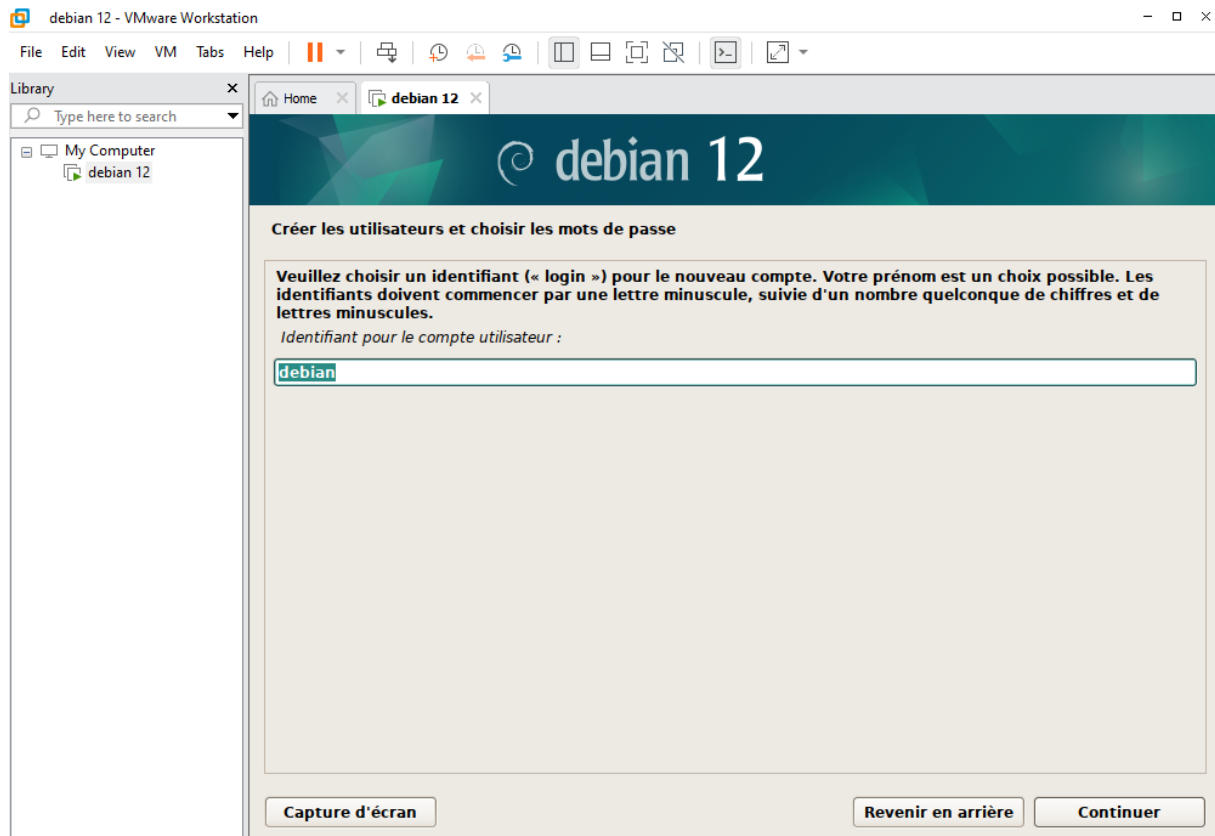 debian 12 - VMware Workstation
File Edit View VM Tabs Help
Library
Type here to search
My Computer
debian 12
Home
debian 12
debian 12
Créer les utilisateurs et choisir les mots de passe
Veuillez choisir un identifiant (« login ») pour le nouveau compte. Votre prénom est un choix possible. Les
identifiants doivent commencer par une lettre minuscule, suivie d'un nombre quelconque de chiffres et de
lettres minuscules.
Identifiant pour le compte utilisateur :
debian
Capture d'écran
Revenir en arrière
Continuer